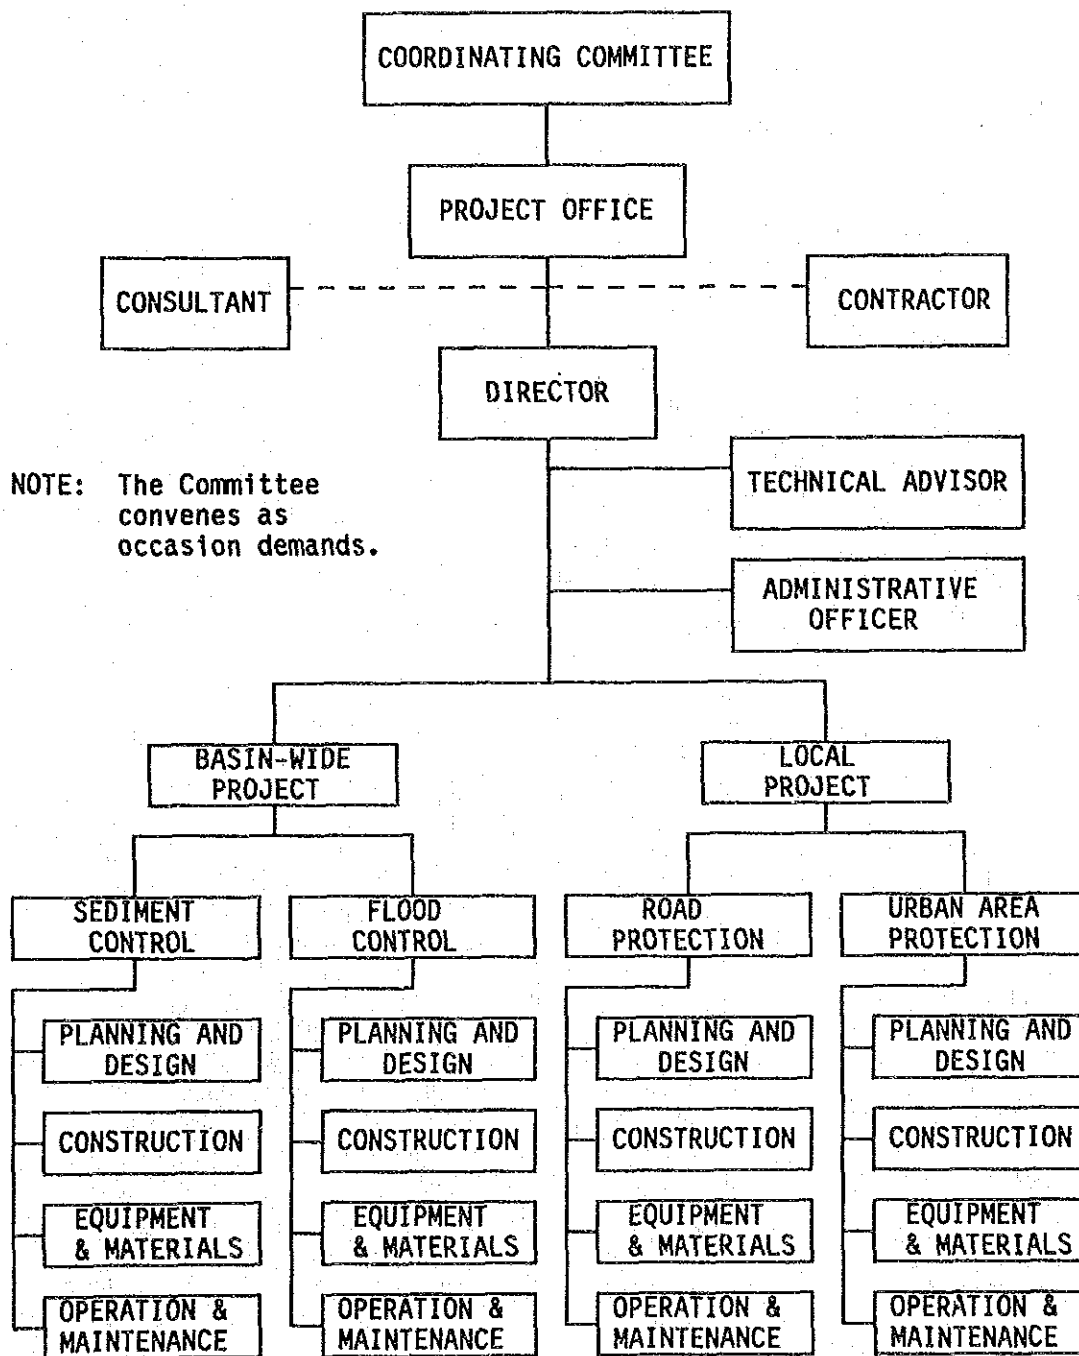 COORDINATING COMMITTEE
PROJECT OFFICE
CONSULTANT
CONTRACTOR
DIRECTOR
NOTE: The Committee
convenes as
occasion demands.
TECHNICAL ADVISOR
ADMINISTRATIVE
OFFICER
BASIN-WIDE
PROJECT
LOCAL
PROJECT
SEDIMENT
CONTROL
FLOOD
CONTROL
ROAD
PROTECTION
URBAN AREA
PROTECTION
PLANNING AND
DESIGN
PLANNING AND
DESIGN
PLANNING AND
DESIGN
PLANNING AND
DESIGN
CONSTRUCTION
CONSTRUCTION
CONSTRUCTION
CONSTRUCTION
EQUIPMENT
& MATERIALS
EQUIPMENT
& MATERIALS
EQUIPMENT
& MATERIALS
EQUIPMENT
& MATERIALS
OPERATION &
MAINTENANCE
OPERATION &
MAINTENANCE
OPERATION &
MAINTENANCE
OPERATION &
MAINTENANCE